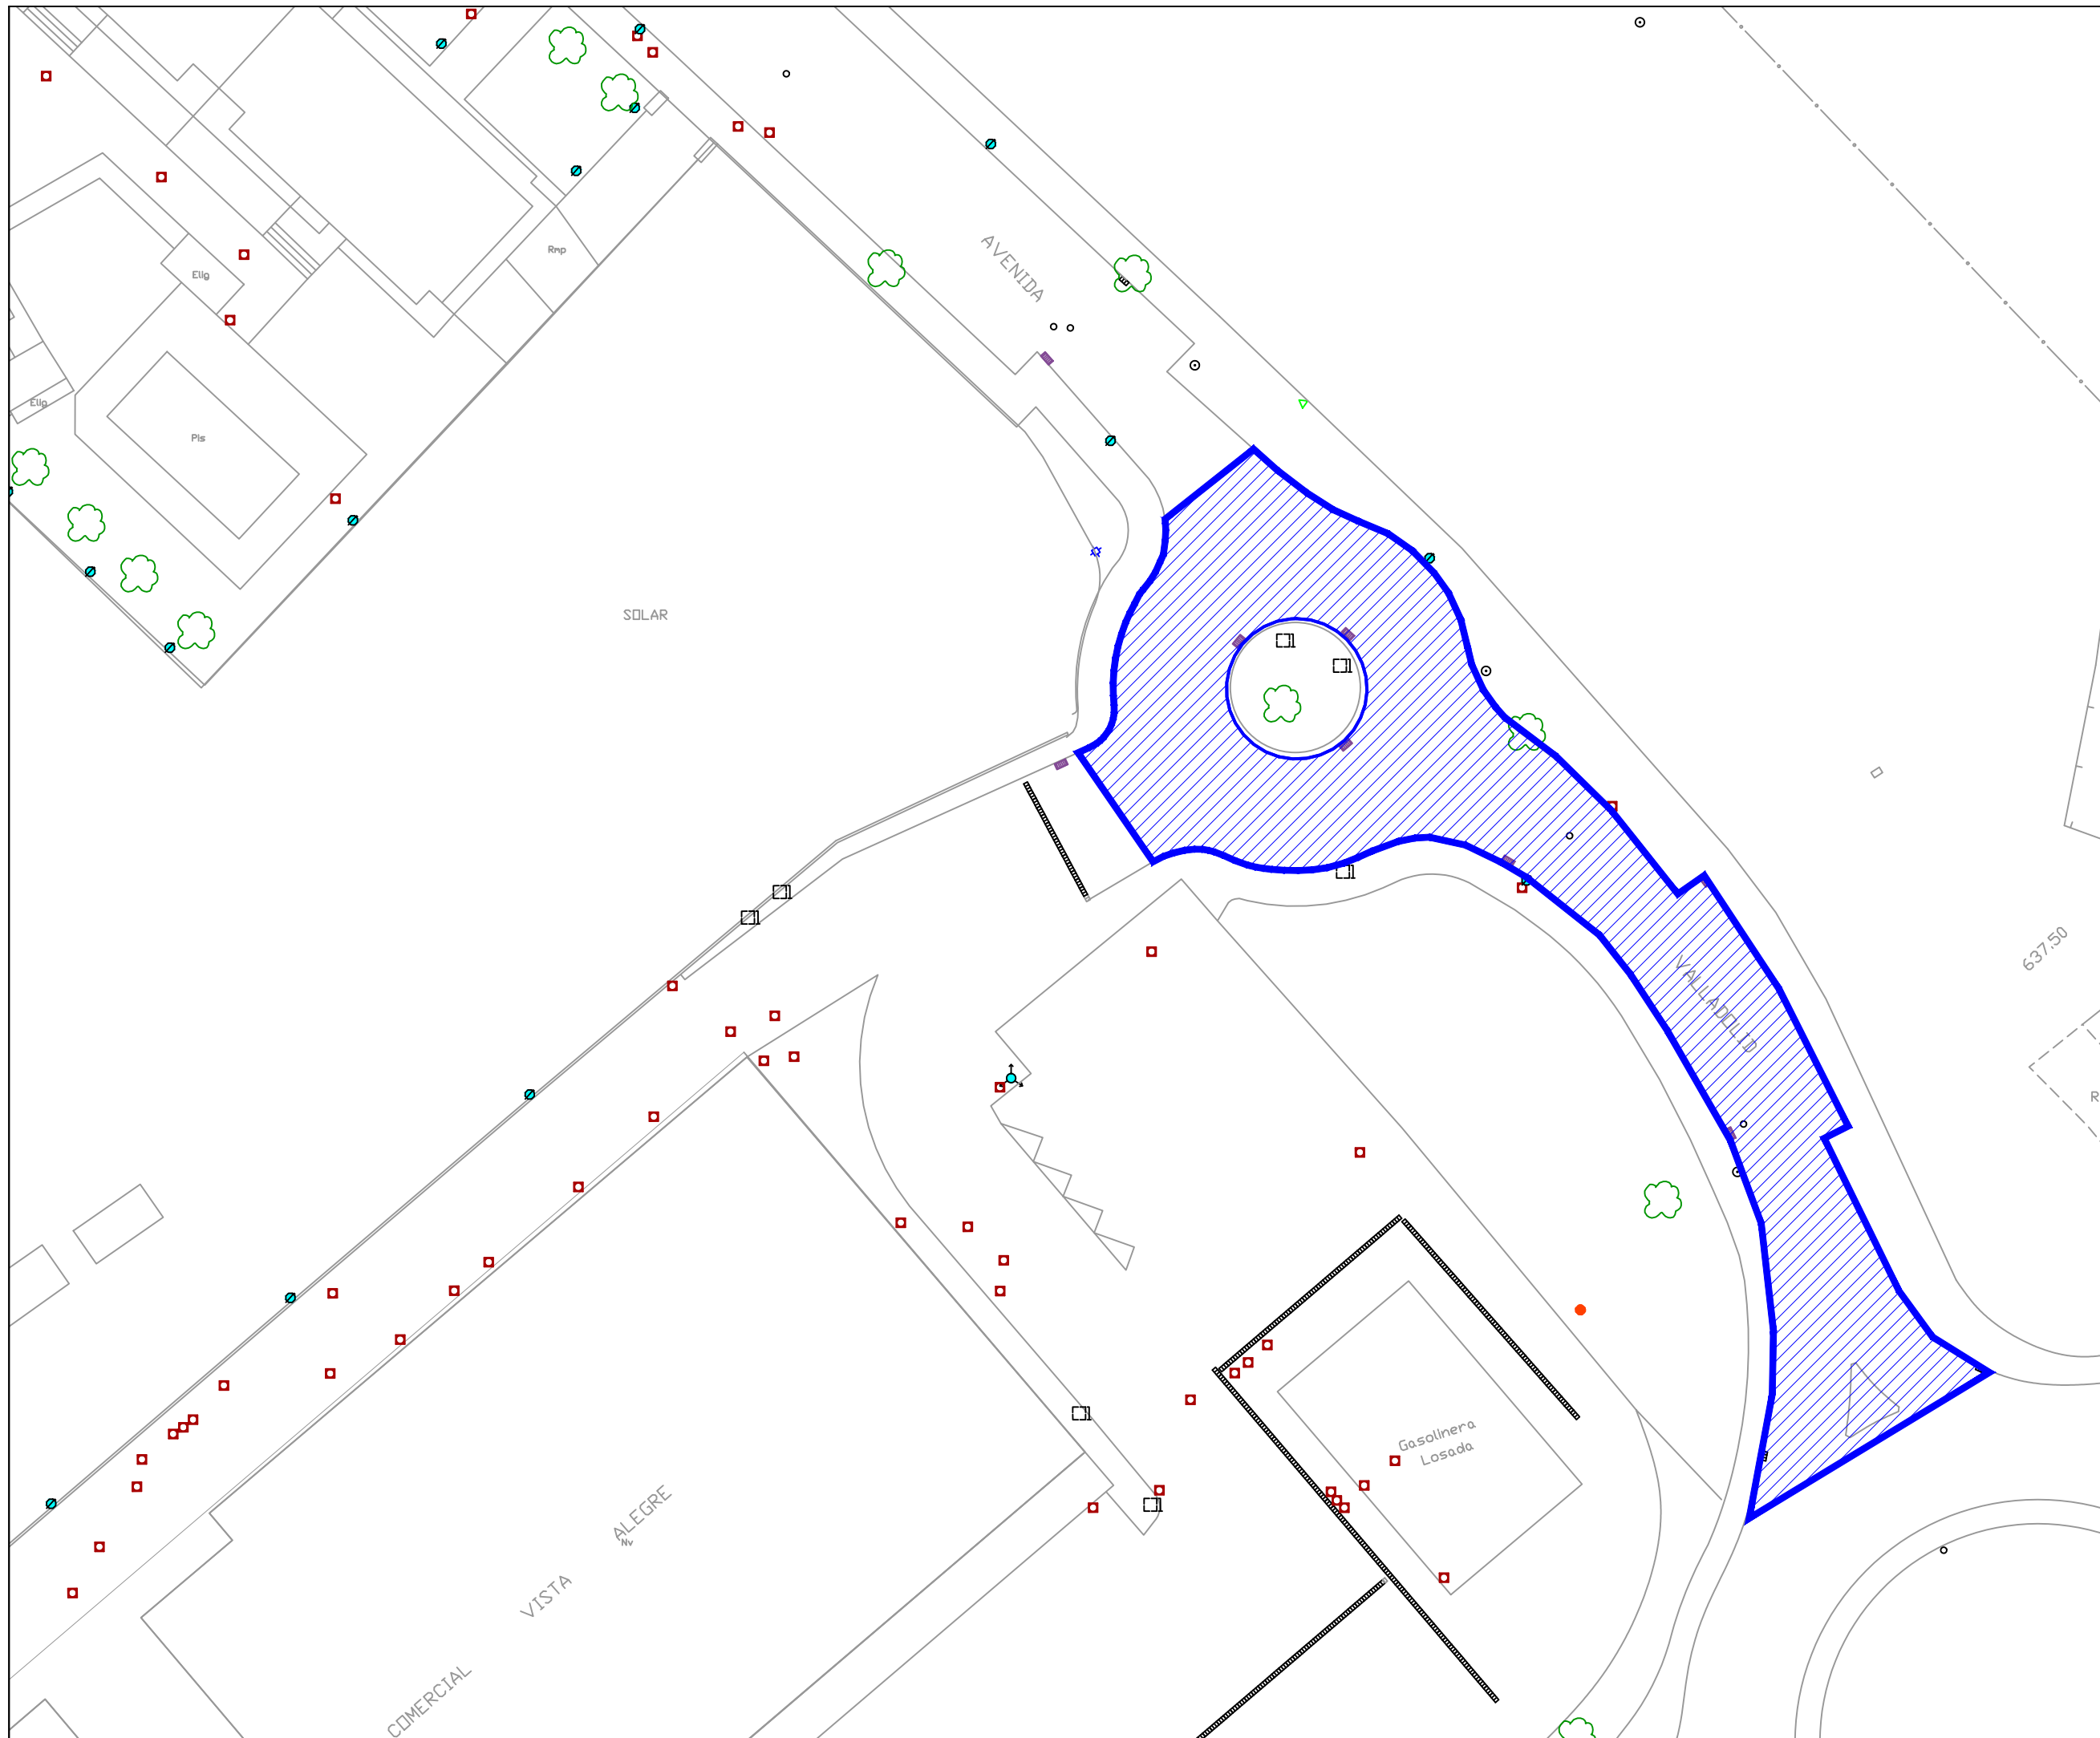 Rmp
AVENIDA
Elig
Elig
Pis
SOLAR
637.50
VALLADOLID
R
Gasolinera
Losada
ALEGRE
Nv
VISTA
COMERCIAL